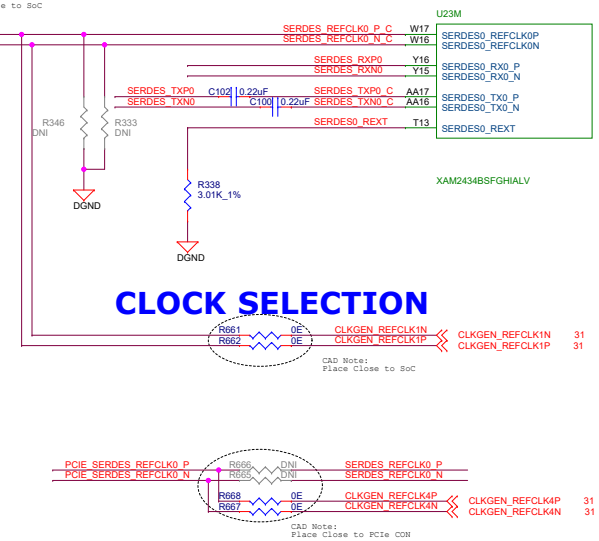 e to SoC
U23M
SERDES_REFCLK0_P_C W17 SERDES0_REFCLK0P
SERDES_REFCLK0_N_C W16 SERDES0_REFCLK0N
SERDES_RXP0 Y16 SERDES0_RX0_P
SERDES_RXN0 Y15 SERDES0_RX0_N
SERDES_TXP0 C102 0.22uF SERDES_TXP0_C AA17 SERDES0_TX0_P
SERDES_TXN0 C100 0.22uF SERDES_TXN0_C AA16 SERDES0_TX0_N
SERDES0_REXT T13 SERDES0_REXT
R346 R333
DNI DNI
XAM2434BSFGHIALV
R338
3.01K_1%
DGND
DGND
CLOCK SELECTION
R661 0E CLKGEN_REFCLK1N CLKGEN_REFCLK1N 31
R662 0E CLKGEN_REFCLK1P CLKGEN_REFCLK1P 31
CAD Note:
Place Close to SoC
PCIE_SERDES_REFCLK0_P R666 DNI SERDES_REFCLK0_P
PCIE_SERDES_REFCLK0_N R665 DNI SERDES_REFCLK0_N
R668 0E CLKGEN_REFCLK4P CLKGEN_REFCLK4P 31
R667 0E CLKGEN_REFCLK4N CLKGEN_REFCLK4N 31
CAD Note:
Place Close to PCIe CON